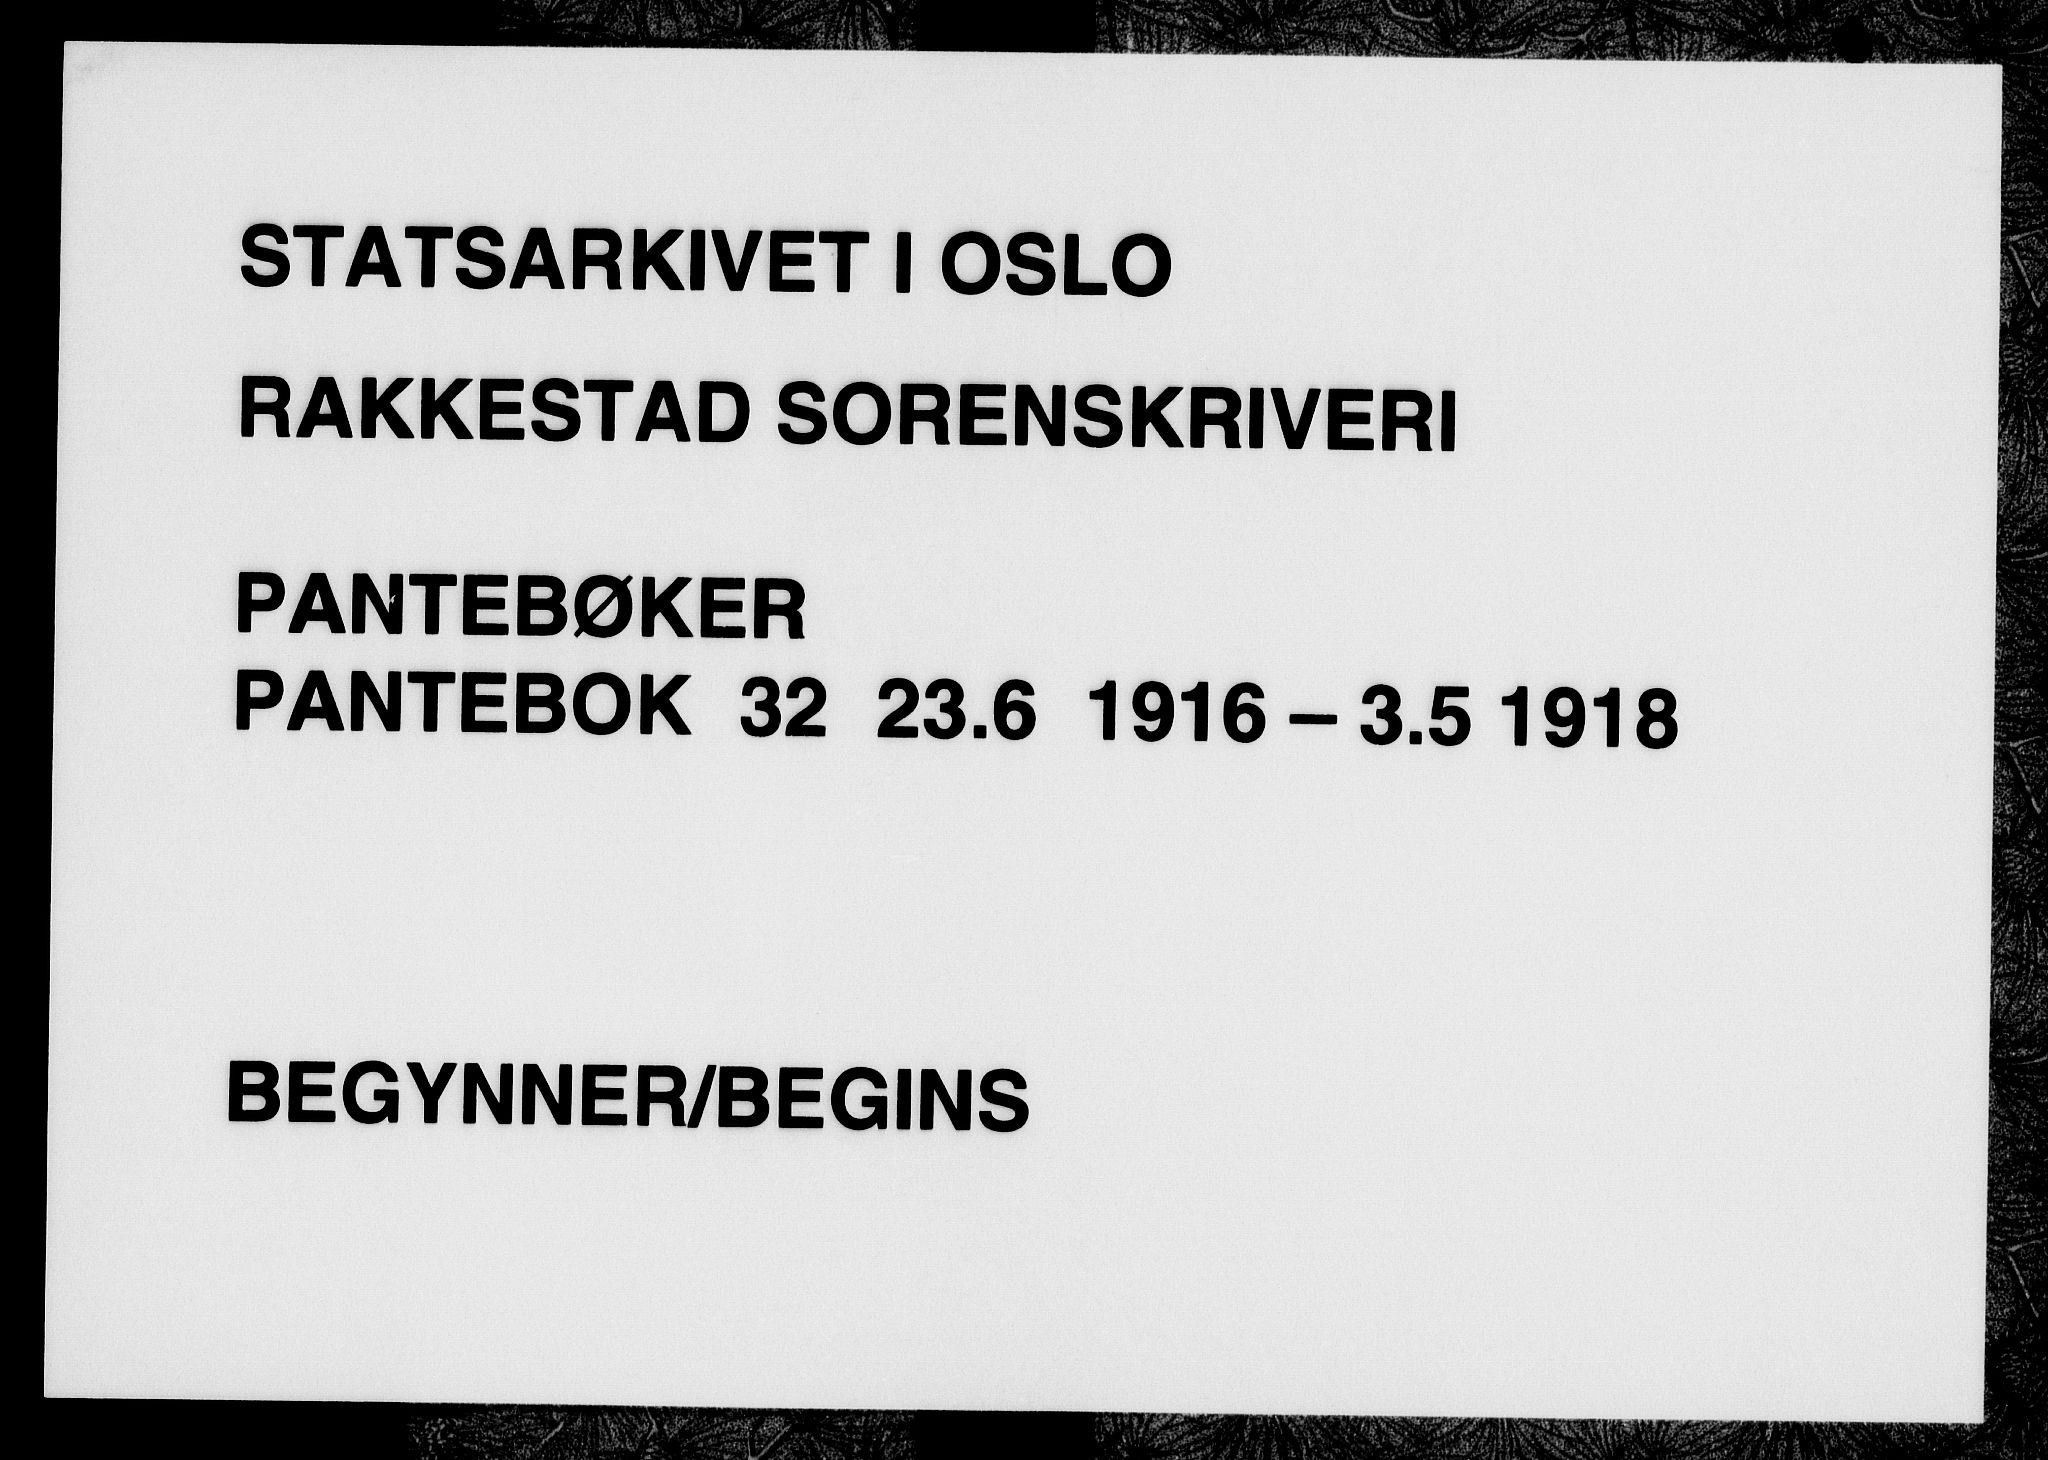 STATSARKIVET I OSLO
RAKKESTAD SORENSKRIVERI
PANTEBØKER
PANTEBOK 32 23.6 1916 – 3.5 1918
BEGYNNER/BEGINS